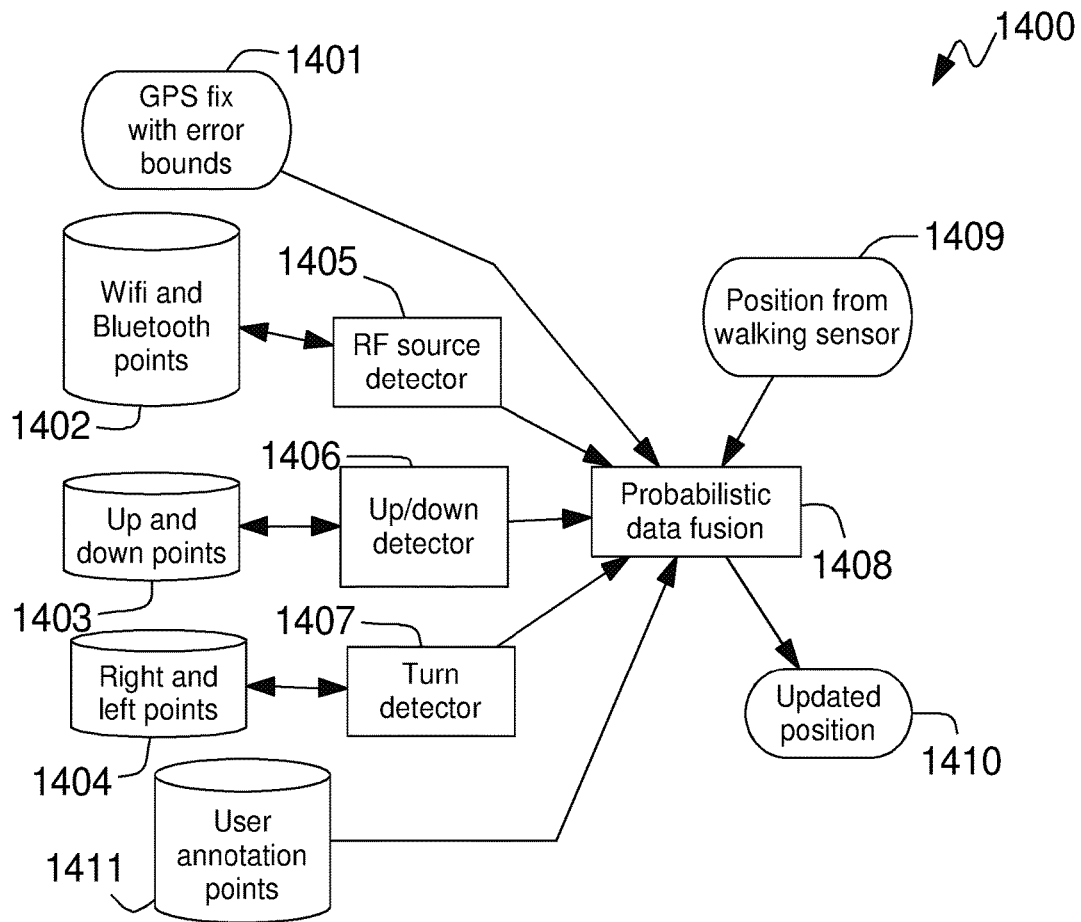 1400
1401
GPS fix
with error
bounds
1409
1405
Wifi and
Bluetooth
points
RF source
detector
Position from
walking sensor
1402
1406
Up and
down points
Up/down
detector
Probabilistic
data fusion
1408
1403
1407
Right and
left points
Turn
detector
Updated
position
1404
1410
User
annotation
points
1411